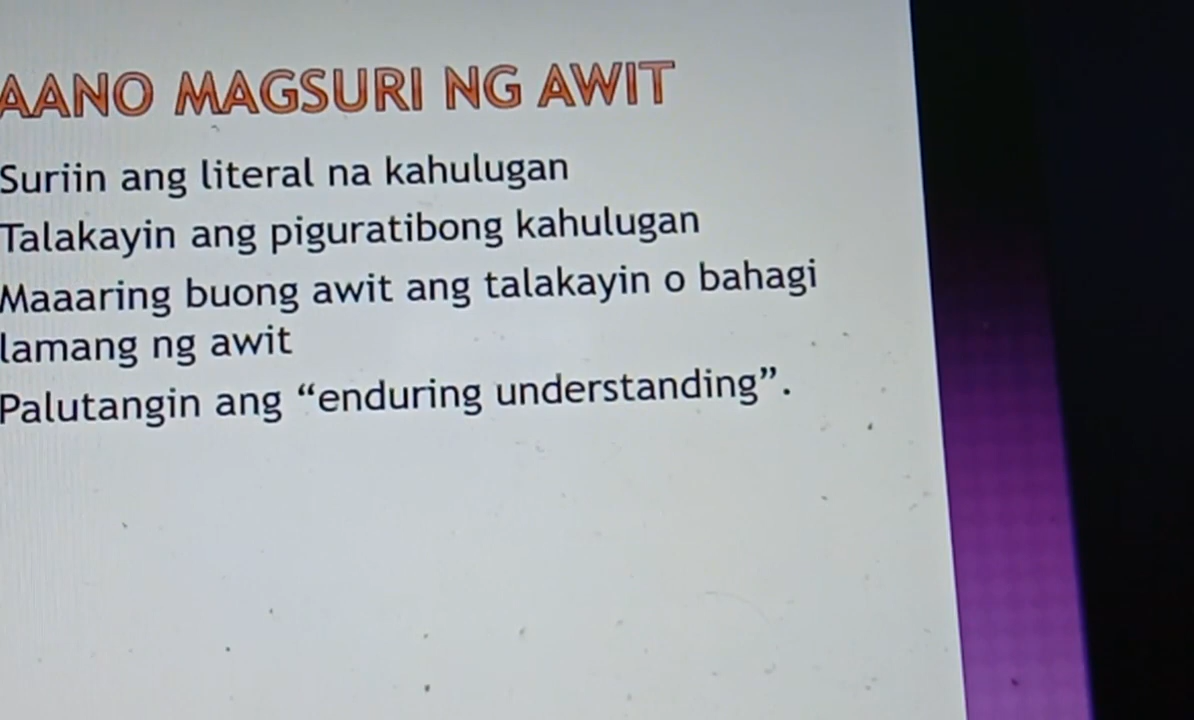 AANO MAGSURI NG AWIT
Suriin ang literal na kahulugan
Talakayin ang piguratibong kahulugan
Maaaring buong awit ang talakayin o bahagi
lamang ng awit
Palutangin ang “enduring understanding”.